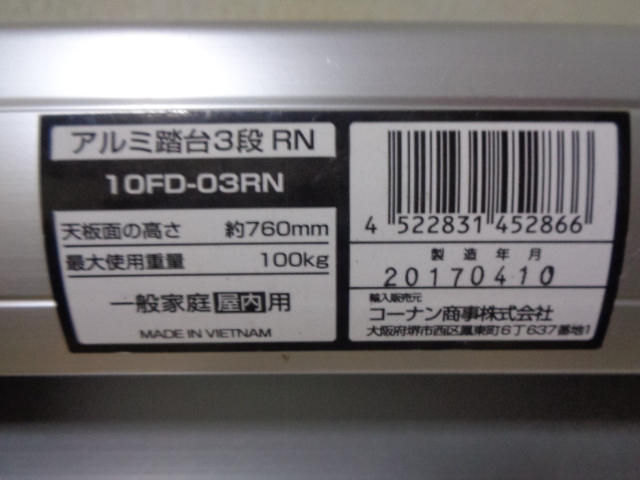 アルミ踏台3段 RN
10FD-03RN
天板面の高さ 約760mm
最大使用重量 100kg
一般家庭屋内用
MADE IN VIETNAM
4 522831 452866
製造年月
20170410
輸入販売元
コーナン商事株式会社
大阪府堺市西区鳳東町6丁637番地1